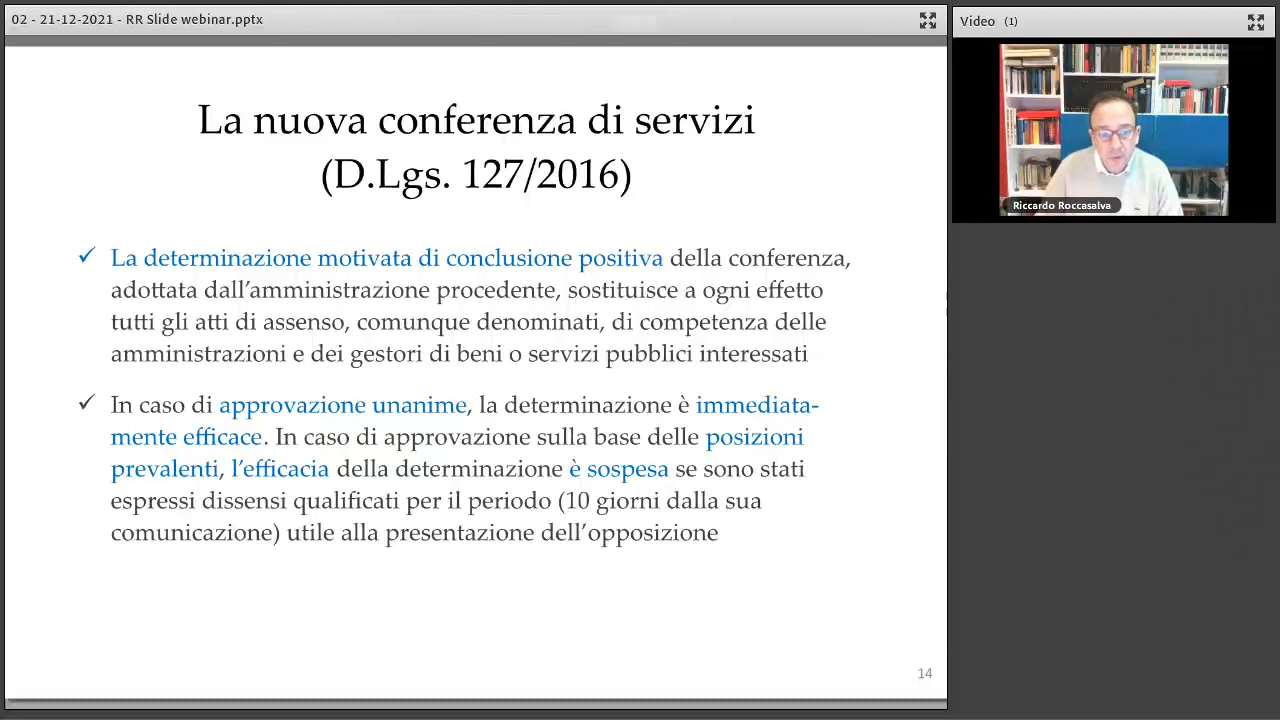 02 - 21-12-2021 - RR Slide webinar.pptx
Video (1)
Riccardo Roccasalva
La nuova conferenza di servizi
(D.Lgs. 127/2016)
✓ La determinazione motivata di conclusione positiva della conferenza,
adottata dall'amministrazione procedente, sostituisce a ogni effetto
tutti gli atti di assenso, comunque denominati, di competenza delle
amministrazioni e dei gestori di beni o servizi pubblici interessati
✓ In caso di approvazione unanime, la determinazione è immediata-
mente efficace. In caso di approvazione sulla base delle posizioni
prevalenti, l'efficacia della determinazione è sospesa se sono stati
espressi dissensi qualificati per il periodo (10 giorni dalla sua
comunicazione) utile alla presentazione dell'opposizione
14